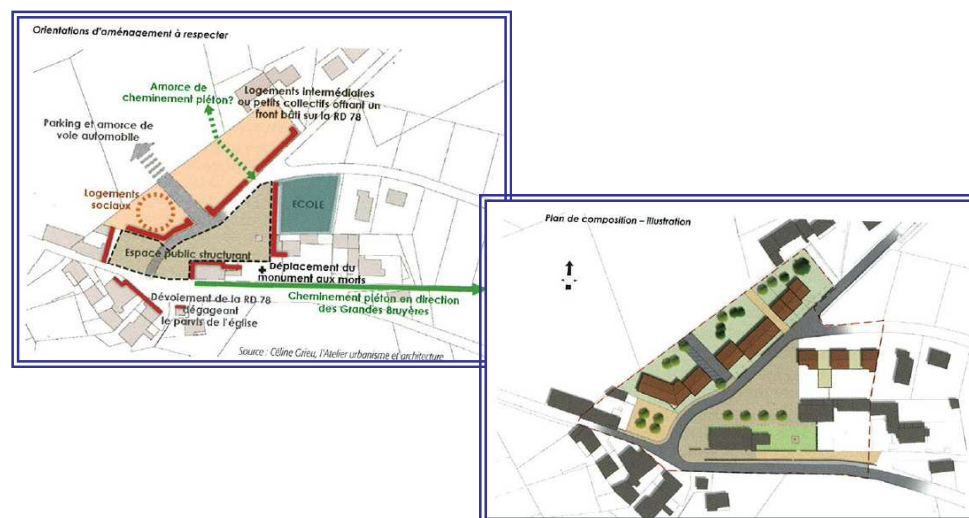 Orientations d'aménagement à respecter
Amorce de
cheminement piéton?
Logements intermédiaires
ou petits collectifs offrant un
front bâti sur la RD 78
Parking et amorce de
voie automobile
Logements
sociaux
ECOLE
Espace public structurant
Déplacement du
monument aux morts
Cheminement piéton en direction
des Grandes Bruyères
Dévoiement de la RD 78
dégageant
le parvis de l'église
Source : Céline Grieu, l'Atelier urbanisme et architecture
Plan de composition – Illustration